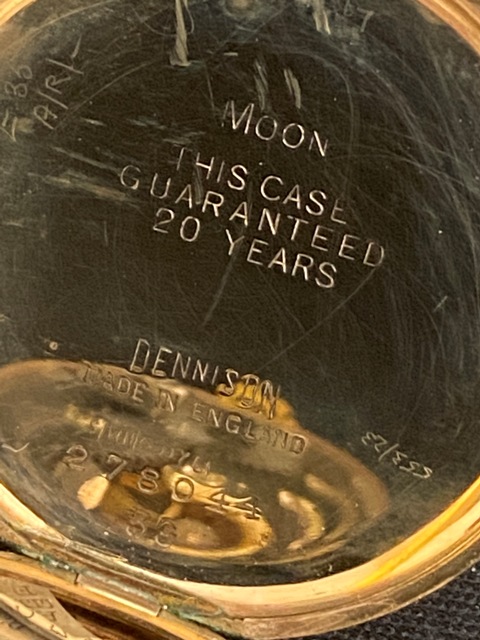 MOON
THIS CASE
GUARANTEED
20 YEARS
DENNISON
MADE IN ENGLAND
278044